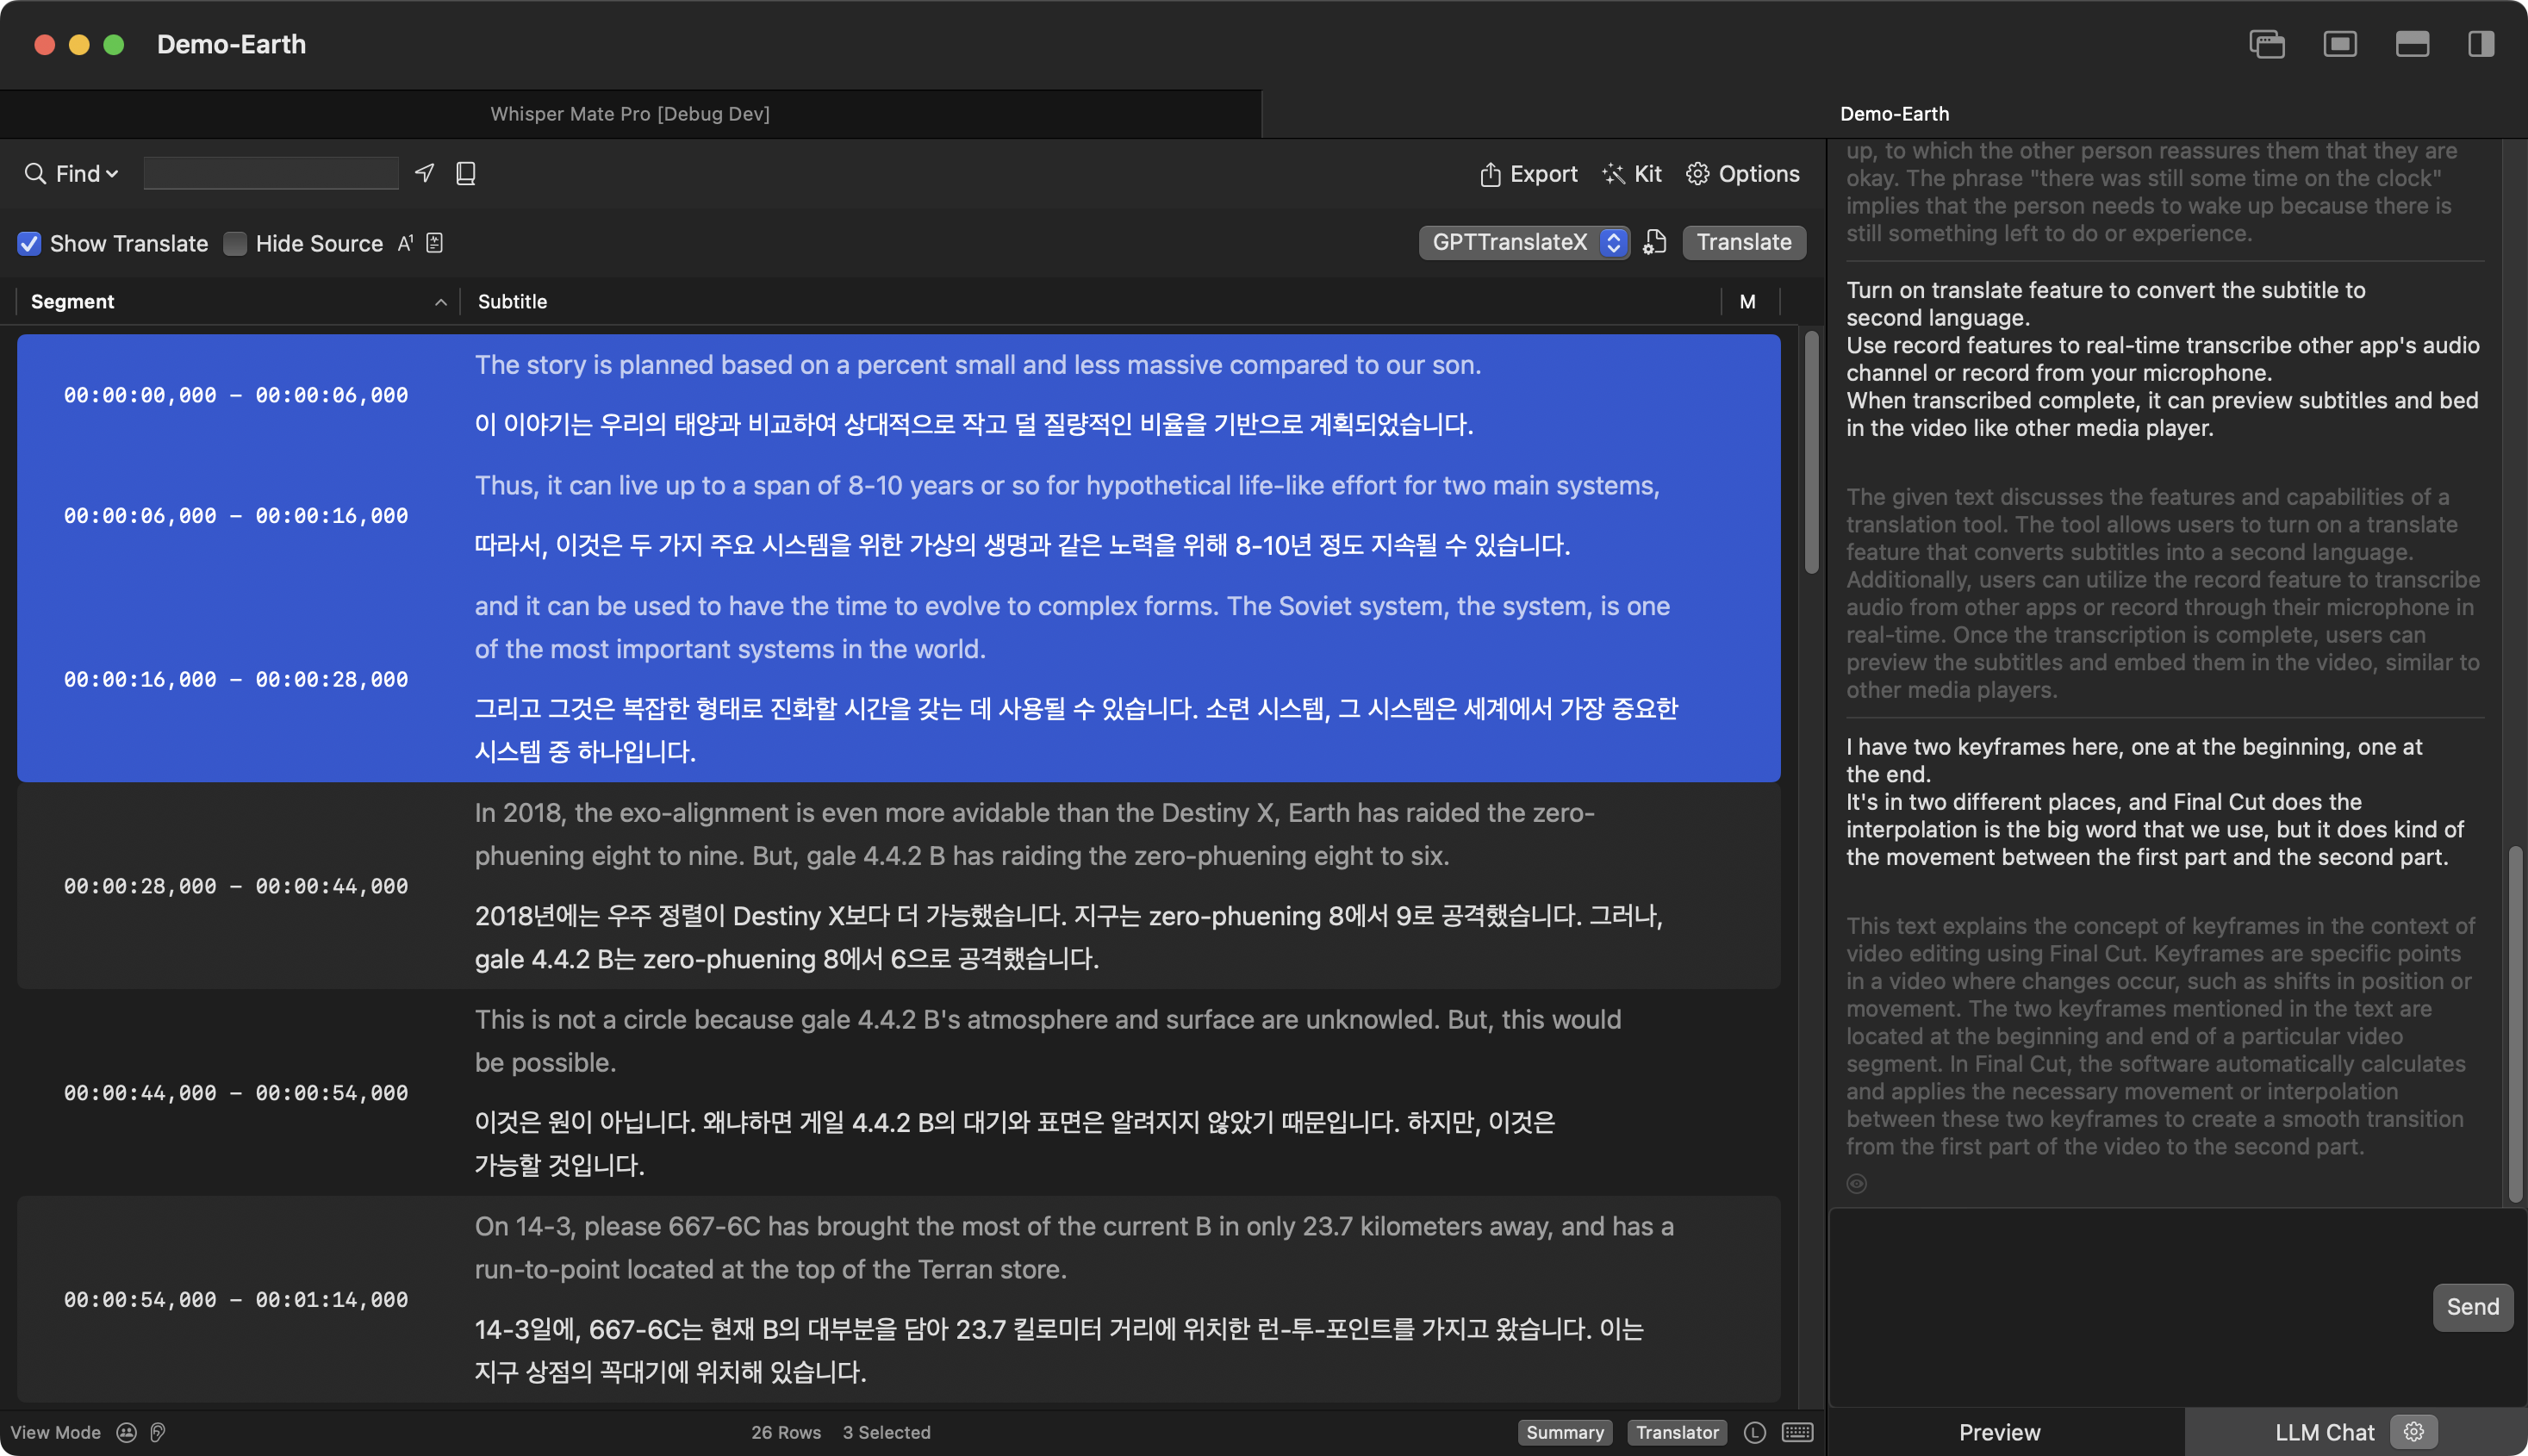 Demo-Earth
Whisper Mate Pro [Debug Dev]
Demo-Earth
Find
Export
Kit
Options
Show Translate
Hide Source
GPTTranslateX
Translate
Segment
Subtitle
M
00:00:00,000 – 00:00:06,000
The story is planned based on a percent small and less massive compared to our son.
이 이야기는 우리의 태양과 비교하여 상대적으로 작고 덜 질량적인 비율을 기반으로 계획되었습니다.
00:00:06,000 – 00:00:16,000
Thus, it can live up to a span of 8-10 years or so for hypothetical life-like effort for two main systems,
따라서, 이것은 두 가지 주요 시스템을 위한 가상의 생명과 같은 노력을 위해 8-10년 정도 지속될 수 있습니다.
00:00:16,000 – 00:00:28,000
and it can be used to have the time to evolve to complex forms. The Soviet system, the system, is one
of the most important systems in the world.
그리고 그것은 복잡한 형태로 진화할 시간을 갖는 데 사용될 수 있습니다. 소련 시스템, 그 시스템은 세계에서 가장 중요한
시스템 중 하나입니다.
00:00:28,000 – 00:00:44,000
In 2018, the exo-alignment is even more avidable than the Destiny X, Earth has raided the zero-
phuening eight to nine. But, gale 4.4.2 B has raiding the zero-phuening eight to six.
2018년에는 우주 정렬이 Destiny X보다 더 가능했습니다. 지구는 zero-phuening 8에서 9로 공격했습니다. 그러나,
gale 4.4.2 B는 zero-phuening 8에서 6으로 공격했습니다.
00:00:44,000 – 00:00:54,000
This is not a circle because gale 4.4.2 B's atmosphere and surface are unknowled. But, this would
be possible.
이것은 원이 아닙니다. 왜냐하면 게일 4.4.2 B의 대기와 표면은 알려지지 않았기 때문입니다. 하지만, 이것은
가능할 것입니다.
00:00:54,000 – 00:01:14,000
On 14-3, please 667-6C has brought the most of the current B in only 23.7 kilometers away, and has a
run-to-point located at the top of the Terran store.
14-3일에, 667-6C는 현재 B의 대부분을 담아 23.7 킬로미터 거리에 위치한 런-투-포인트를 가지고 왔습니다. 이는
지구 상점의 꼭대기에 위치해 있습니다.
View Mode
26 Rows
3 Selected
Summary
Translator
up, to which the other person reassures them that they are
okay. The phrase "there was still some time on the clock"
implies that the person needs to wake up because there is
still something left to do or experience.
Turn on translate feature to convert the subtitle to
second language.
Use record features to real-time transcribe other app's audio
channel or record from your microphone.
When transcribed complete, it can preview subtitles and bed
in the video like other media player.
The given text discusses the features and capabilities of a
translation tool. The tool allows users to turn on a translate
feature that converts subtitles into a second language.
Additionally, users can utilize the record feature to transcribe
audio from other apps or record through their microphone in
real-time. Once the transcription is complete, users can
preview the subtitles and embed them in the video, similar to
other media players.
I have two keyframes here, one at the beginning, one at
the end.
It's in two different places, and Final Cut does the
interpolation is the big word that we use, but it does kind of
the movement between the first part and the second part.
This text explains the concept of keyframes in the context of
video editing using Final Cut. Keyframes are specific points
in a video where changes occur, such as shifts in position or
movement. The two keyframes mentioned in the text are
located at the beginning and end of a particular video
segment. In Final Cut, the software automatically calculates
and applies the necessary movement or interpolation
between these two keyframes to create a smooth transition
from the first part of the video to the second part.
Send
Preview
LLM Chat